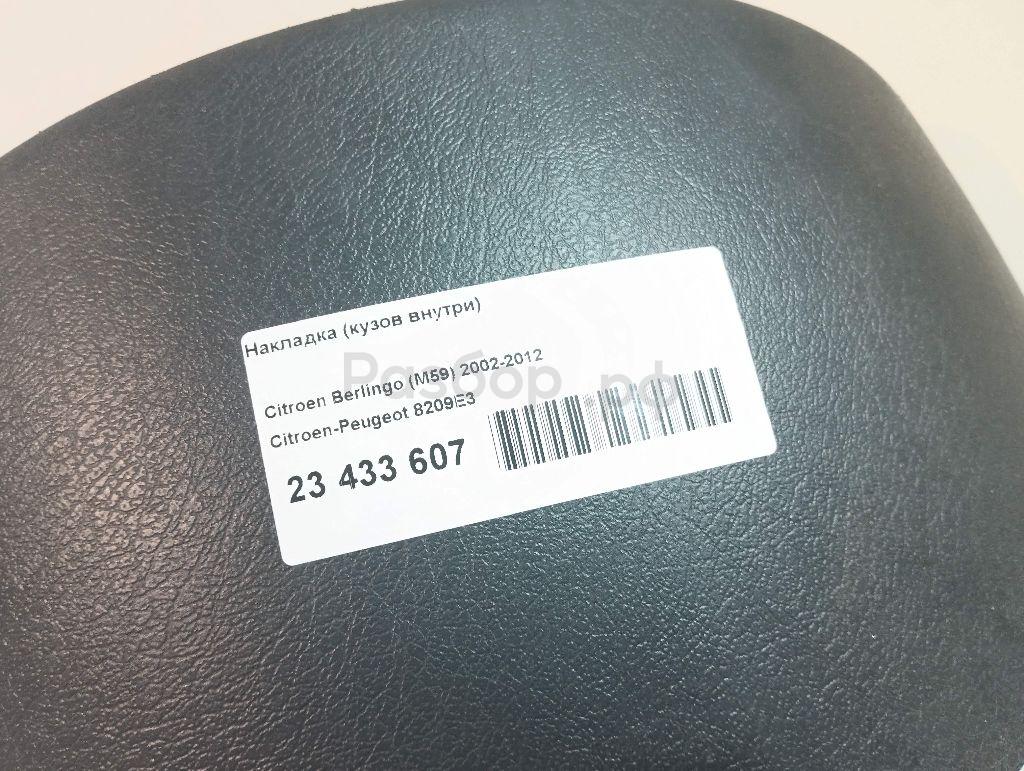 Накладка (кузов внутри)
Citroen Berlingo (M59) 2002-2012
Citroen-Peugeot 8209E3
23 433 607
Разбор.рф